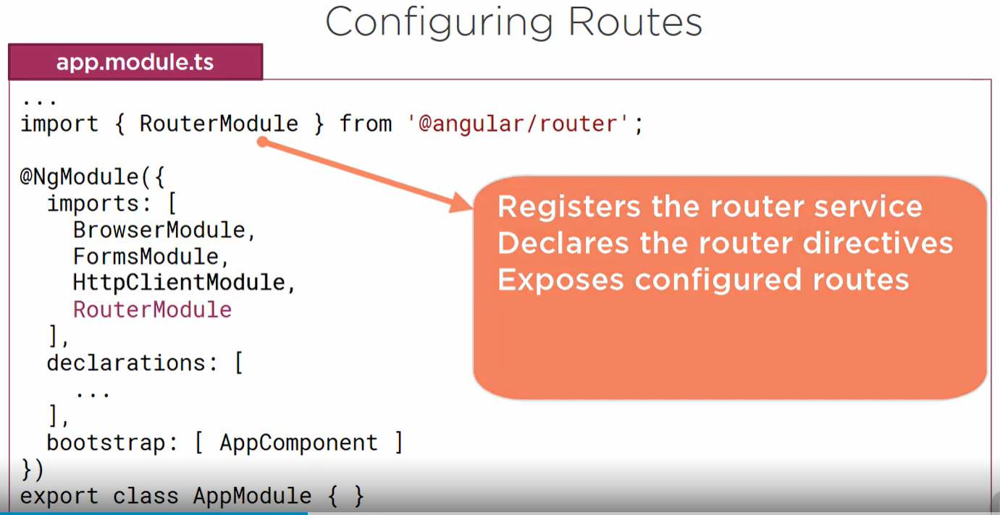 Configuring Routes
app.module.ts
...
import { RouterModule } from '@angular/router';
@NgModule({
imports: [
BrowserModule,
FormsModule,
HttpClientModule,
RouterModule
],
declarations: [
...
],
bootstrap: [ AppComponent ]
})
export class AppModule { }
Registers the router service
Declares the router directives
Exposes configured routes